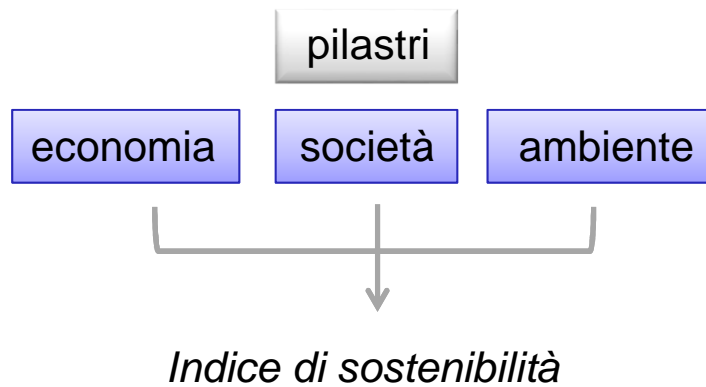 pilastri
economia società ambiente
Indice di sostenibilità